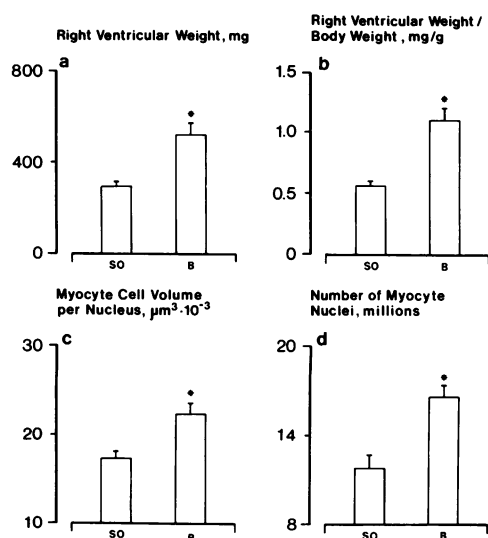 Right Ventricular Weight, mg
a
800
400
0
SO
B
Right Ventricular Weight /
Body Weight, mg/g
b
1.5
1.0
0.5
0
SO
B
Myocyte Cell Volume
per Nucleus, µm³·10⁻³
c
30
20
10
SO
B
Number of Myocyte
Nuclei, millions
d
20
16
12
8
SO
B